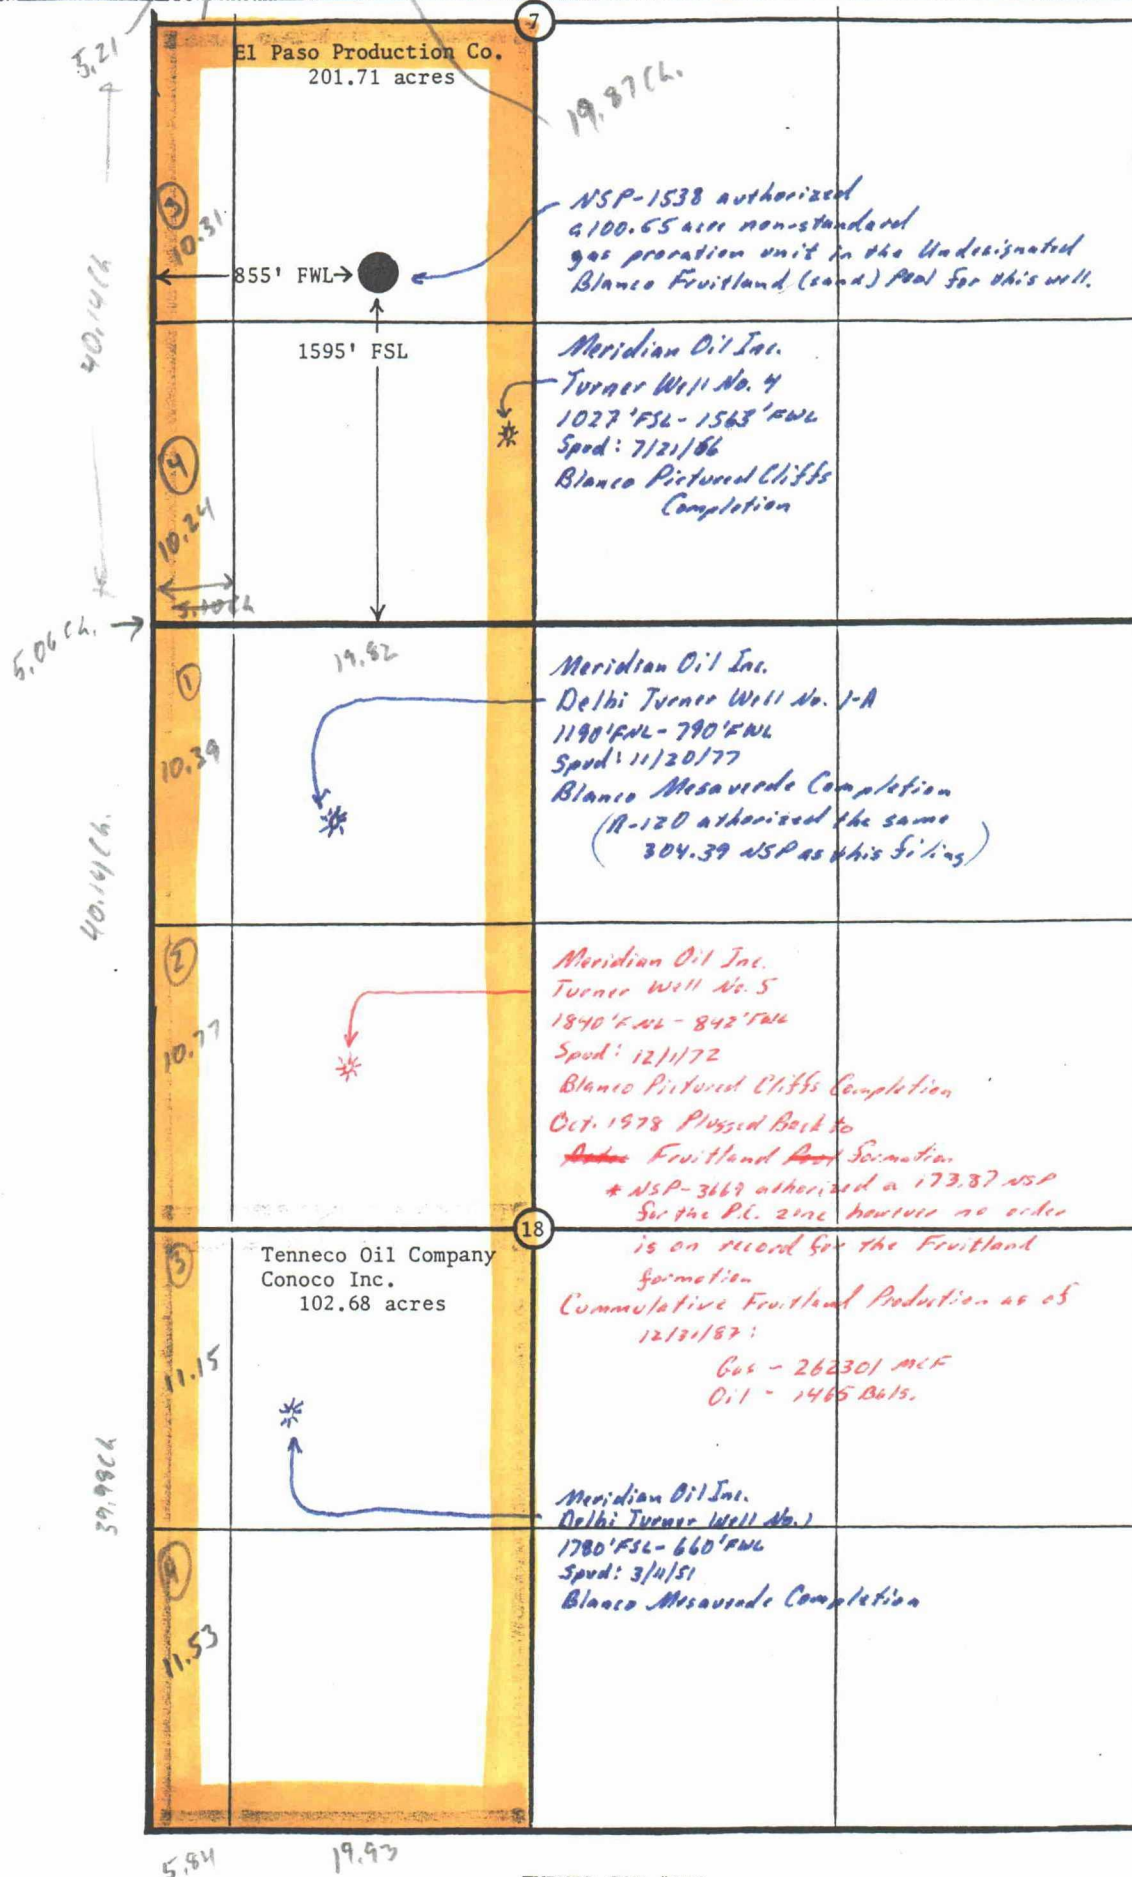 7
El Paso Production Co.
201.71 acres
5.21
19.87 Ch.
NSP-1538 authorized
a 100.65 acre non-standard
gas proration unit in the Undesignated
Blanco Fruitland (sand) Pool for this well.
3
10.31
40.14 Ch
855' FWL
1595' FSL
Meridian Oil Inc.
Turner Well No. 4
1027' FSL - 1563' FWL
Spud: 7/21/66
Blanco Pictured Cliffs
Completion
4
10.24
5.10 Ch
5.06 Ch.
19.82
Meridian Oil Inc.
Delhi Turner Well No. 1-A
1190' FNL - 790' FWL
Spud: 11/20/77
Blanco Mesaverde Completion
(R-120 athorized the same
304.39 NSP as this filing)
1
10.39
40.14 Ch.
2
10.77
Meridian Oil Inc.
Turner Well No. 5
1840' FNL - 842' FWL
Spud: 12/1/72
Blanco Pictured Cliffs Completion
Oct. 1978 Plugged Back to
Fruitland Pool formation
* NSP-3669 athorized a 173.87 NSP
for the P.C. zone however no order
is on record for the Fruitland
formation
Cummulative Fruitland Production as of
12/31/87:
Gas - 262301 MCF
Oil - 1465 Bbls.
18
Tenneco Oil Company
Conoco Inc.
102.68 acres
3
11.15
39.98 Ch
Meridian Oil Inc.
Delhi Turner Well No. 1
1780' FSL - 660' FWL
Spud: 3/4/51
Blanco Mesaverde Completion
4
11.53
5.84
19.93